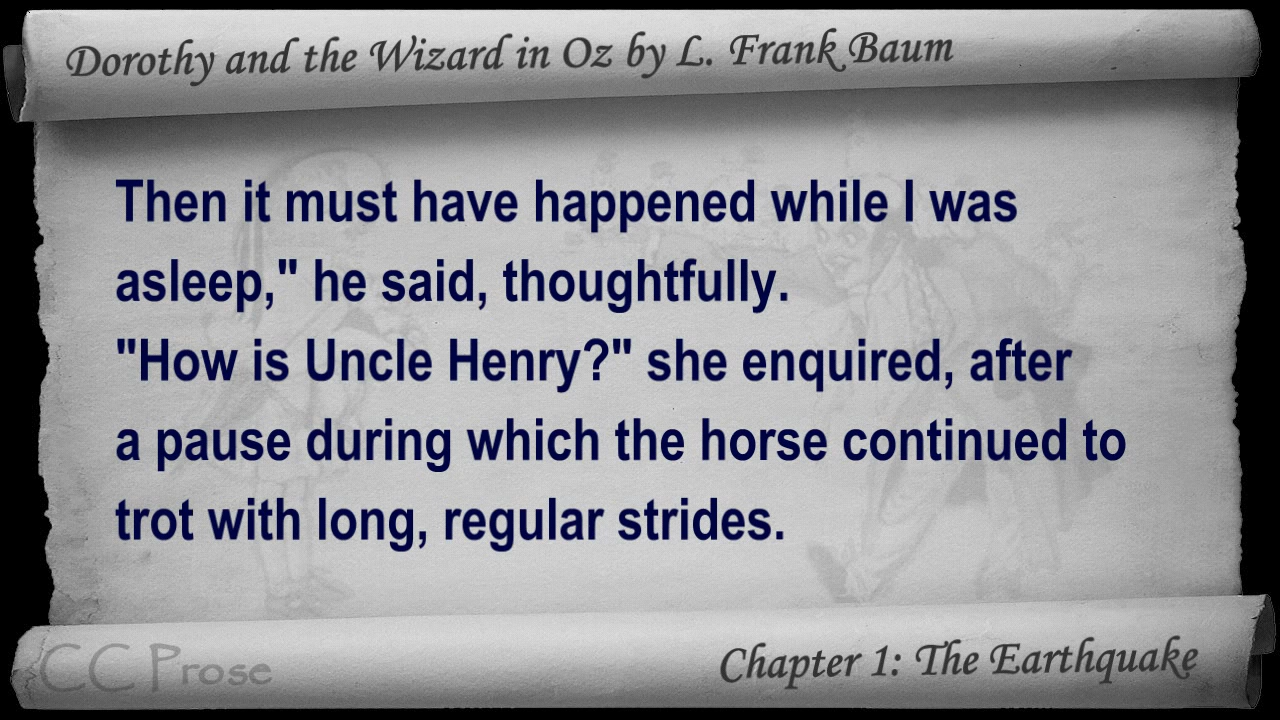 Dorothy and the Wizard in Oz by L. Frank Baum
Then it must have happened while I was
asleep," he said, thoughtfully.
"How is Uncle Henry?" she enquired, after
a pause during which the horse continued to
trot with long, regular strides.
CC Prose
Chapter 1: The Earthquake